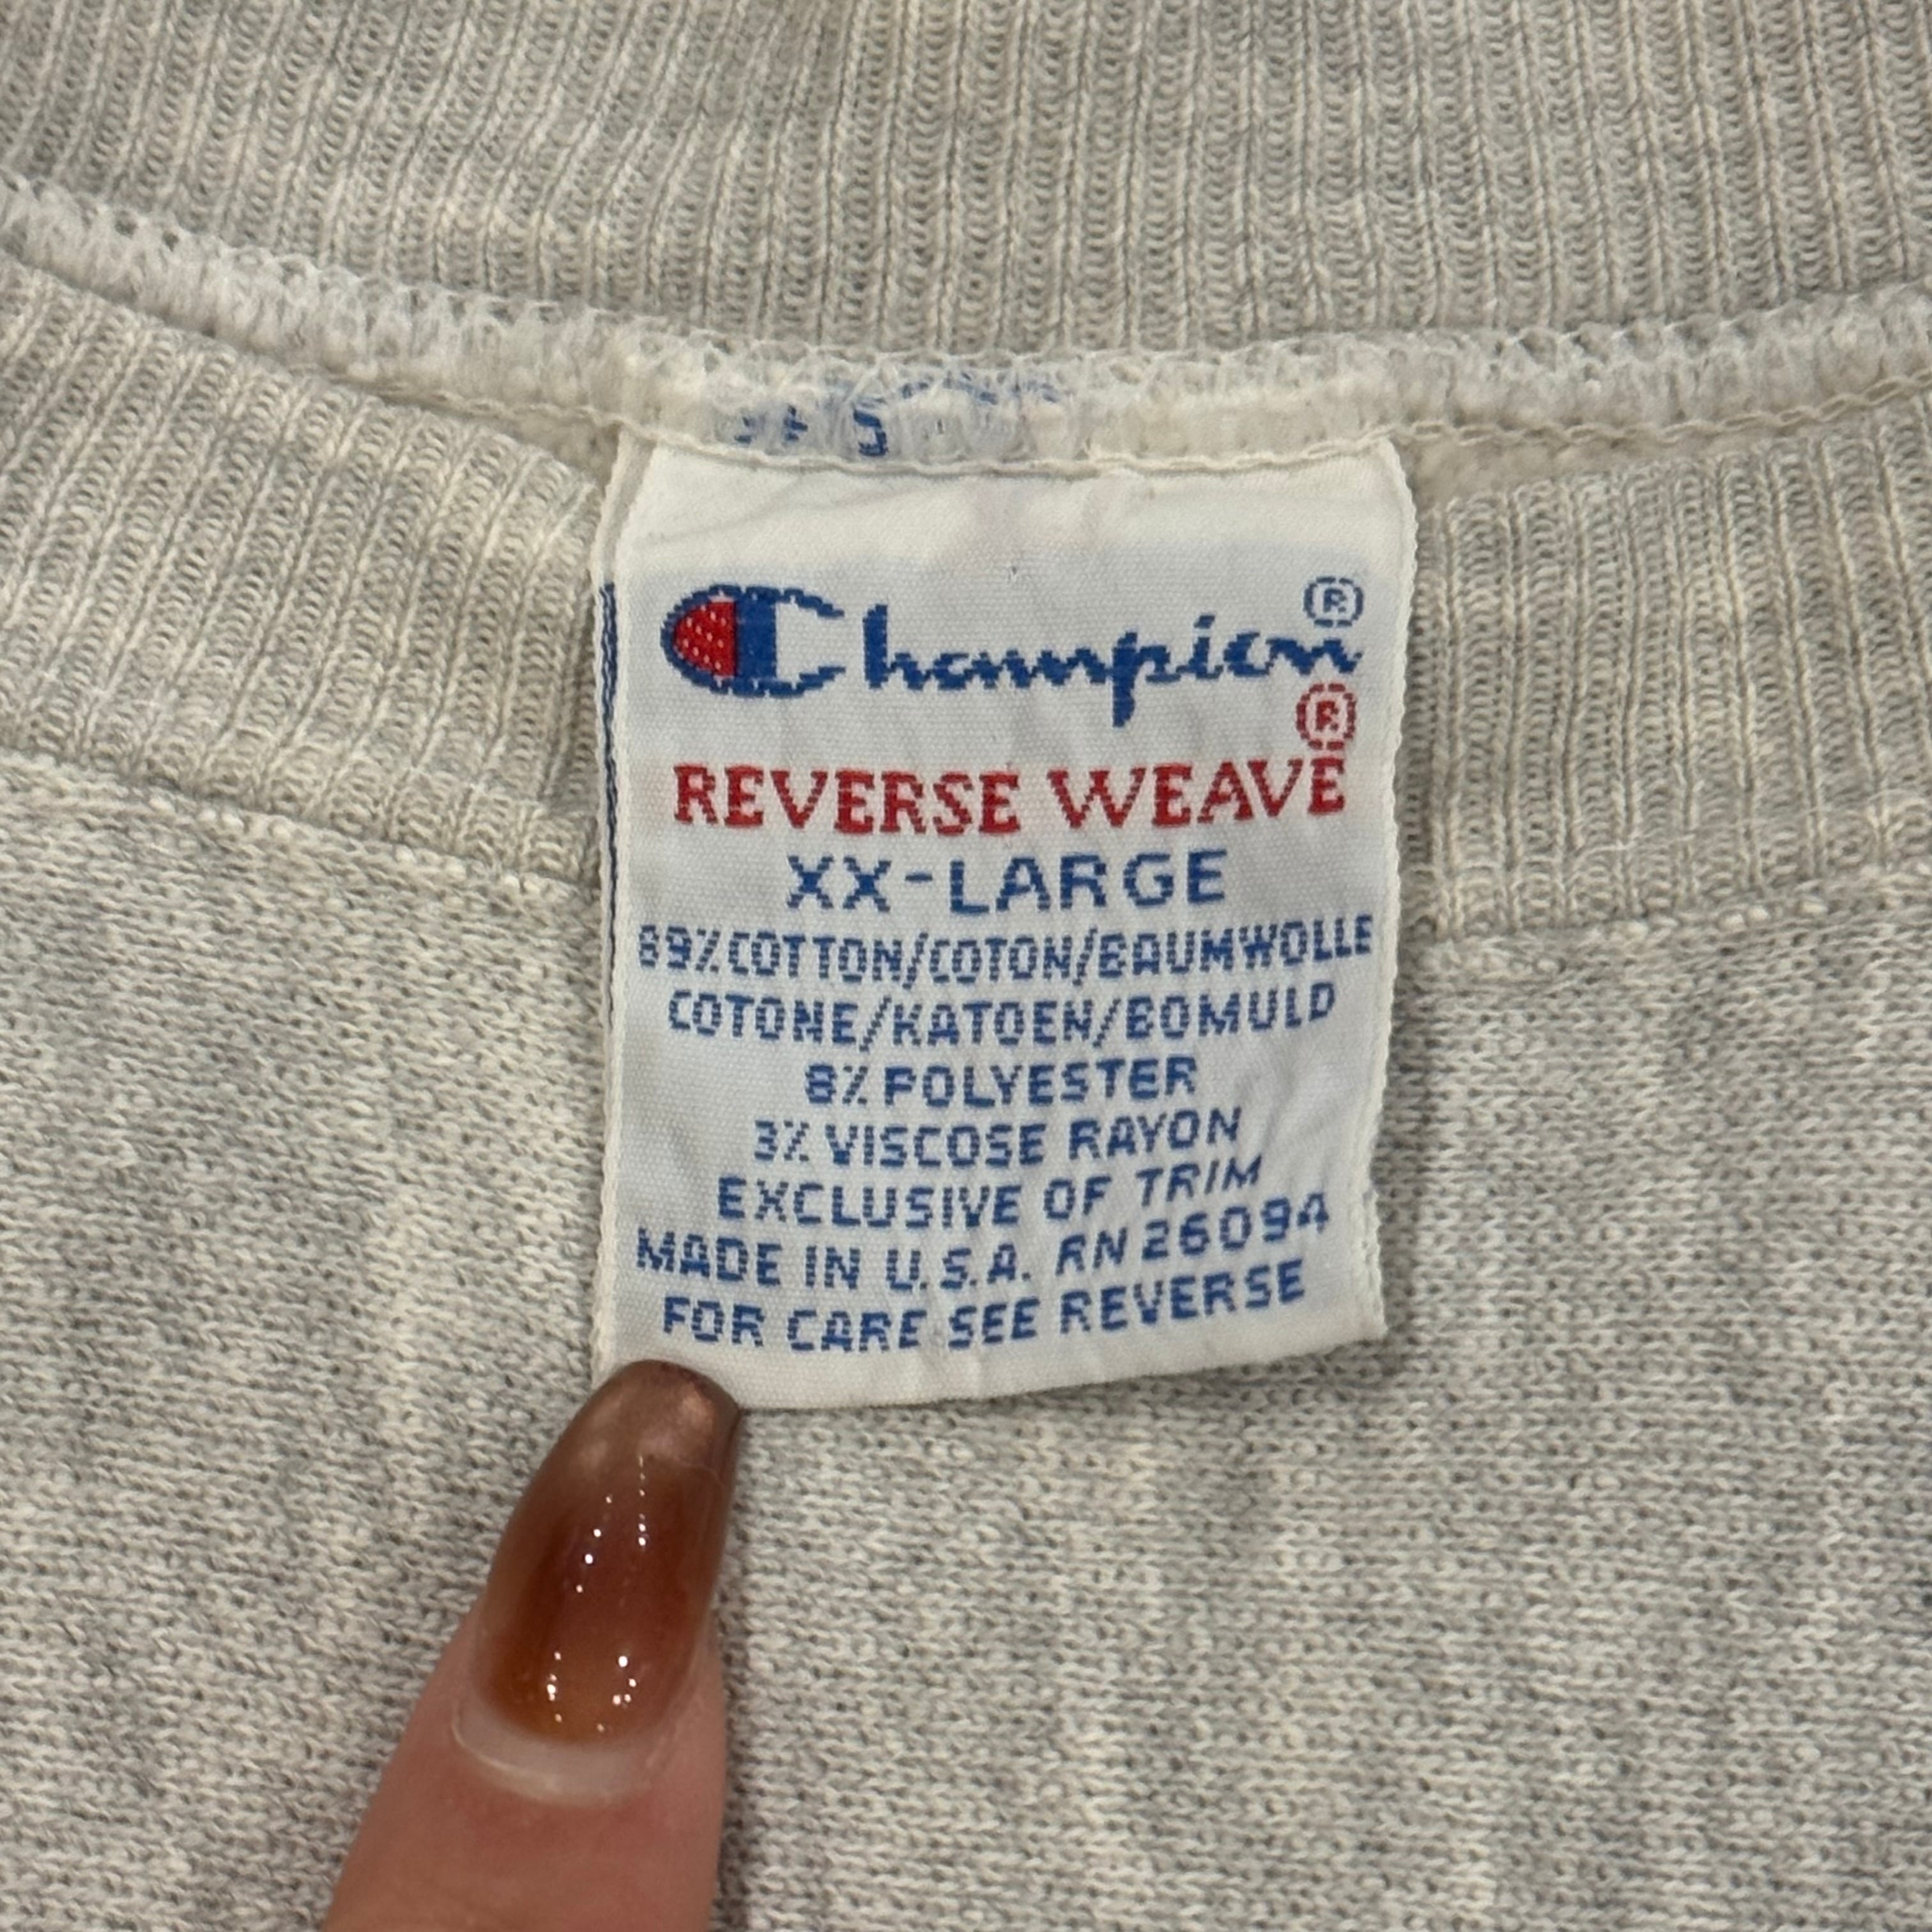 Champion®
®
REVERSE WEAVE
XX-LARGE
89% COTTON/COTON/BAUMWOLLE
COTONE/KATOEN/BOMULD
8% POLYESTER
3% VISCOSE RAYON
EXCLUSIVE OF TRIM
MADE IN U.S.A. RN 26094
FOR CARE SEE REVERSE